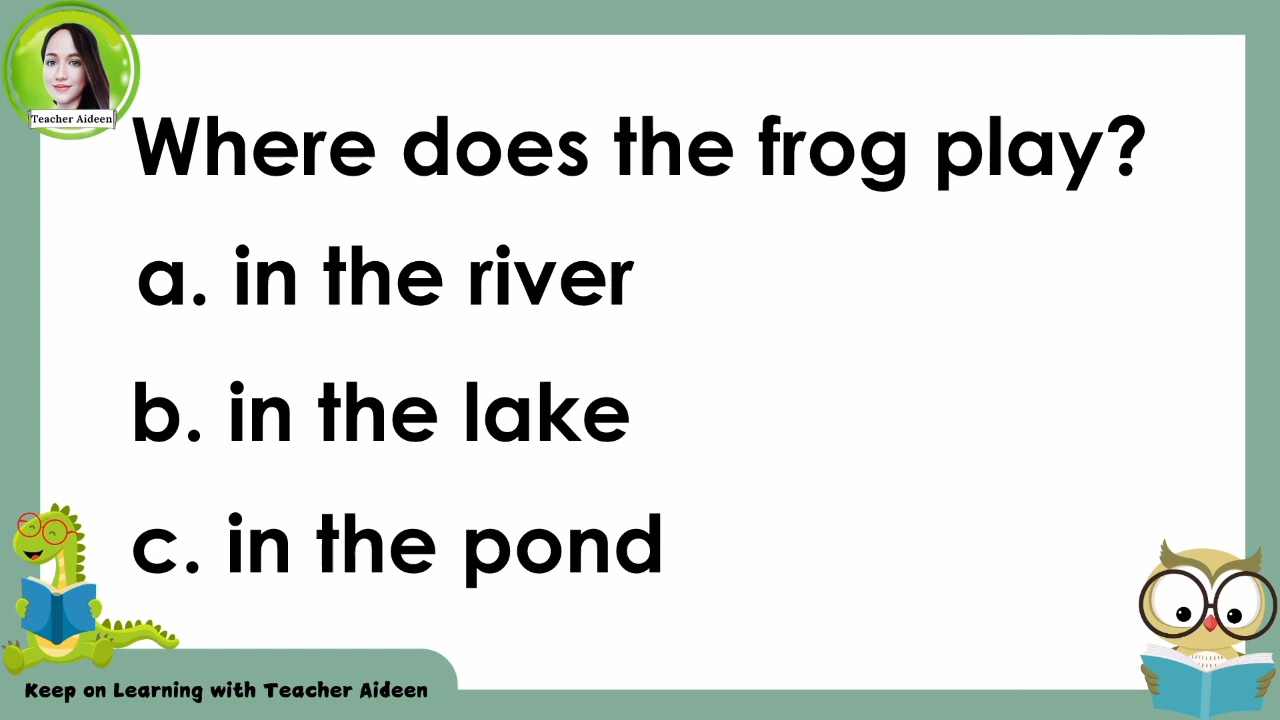 Teacher Aideen
Where does the frog play?
a. in the river
b. in the lake
c. in the pond
Keep on Learning with Teacher Aideen